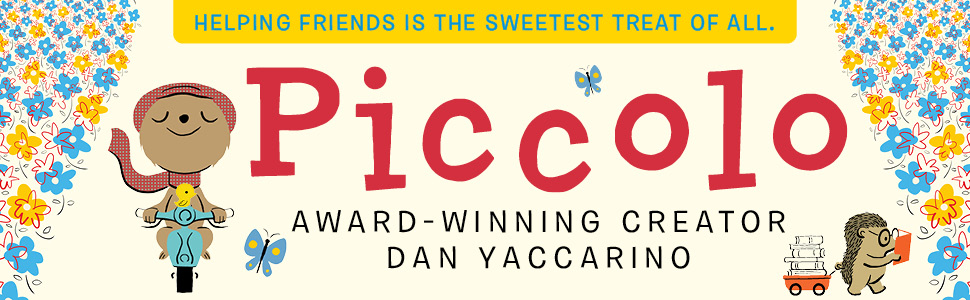 HELPING FRIENDS IS THE SWEETEST TREAT OF ALL.
Piccolo
AWARD-WINNING CREATOR
DAN YACCARINO